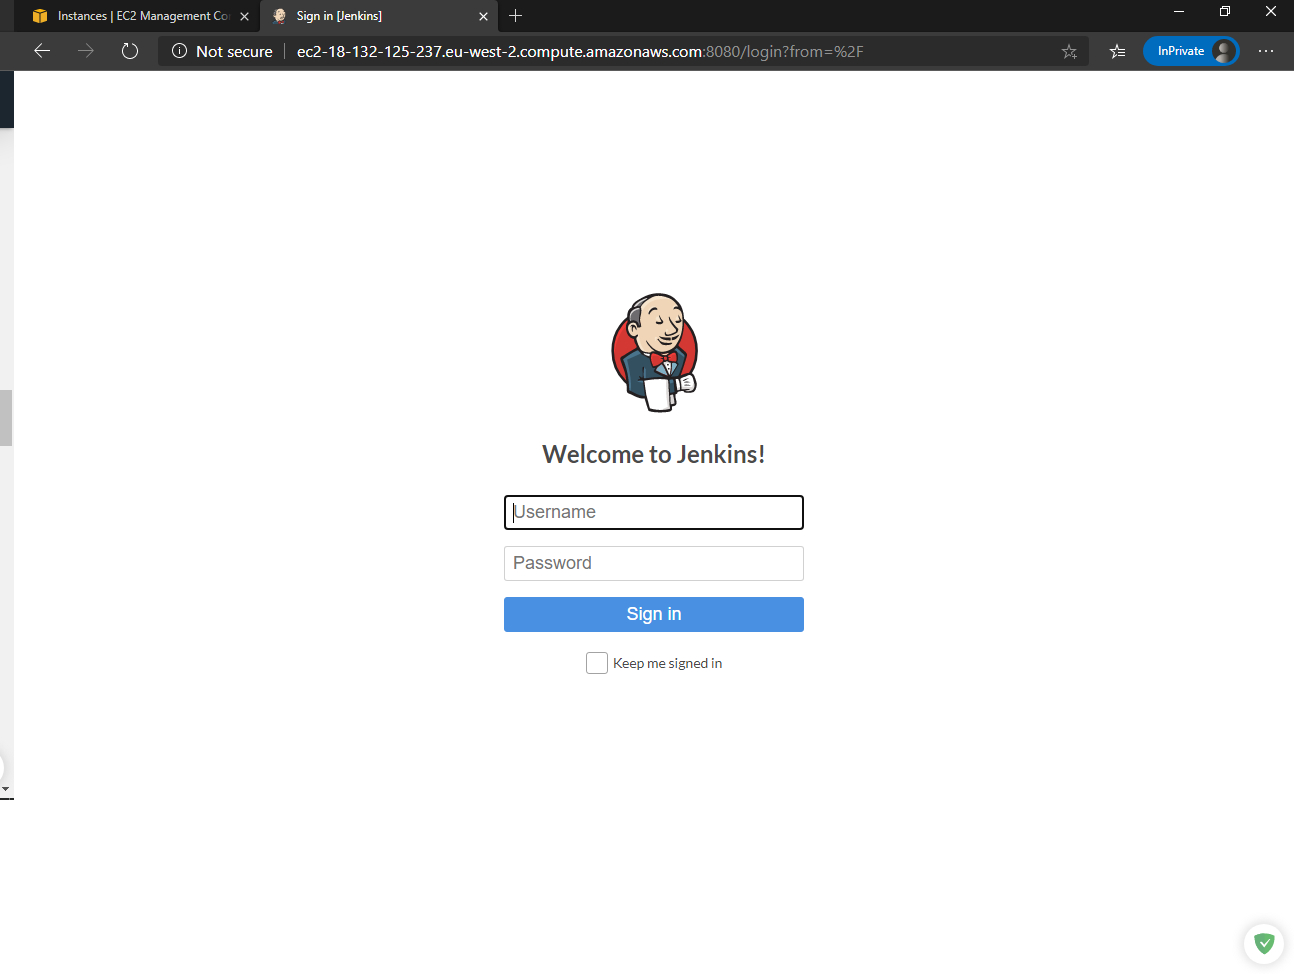 Instances | EC2 Management Co
Sign in [Jenkins]
Not secure
ec2-18-132-125-237.eu-west-2.compute.amazonaws.com:8080/login?from=%2F
InPrivate
Welcome to Jenkins!
Username
Password
Sign in
Keep me signed in